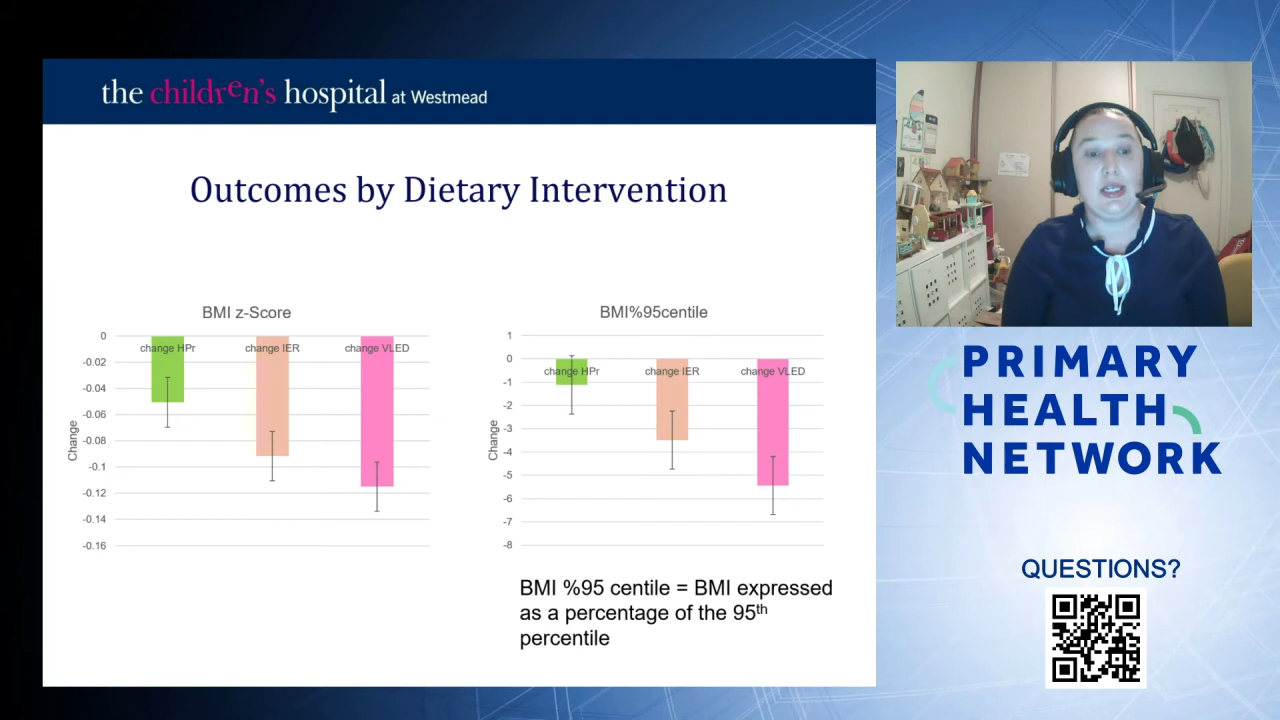 the children's hospital at Westmead
Outcomes by Dietary Intervention
BMI z-Score
0
-0.02
-0.04
-0.06
-0.08
-0.1
-0.12
-0.14
-0.16
Change
change HPr
change IER
change VLED
BMI%95centile
1
0
-1
-2
-3
-4
-5
-6
-7
-8
Change
change HPr
change IER
change VLED
BMI %95 centile = BMI expressed
as a percentage of the 95th
percentile
PRIMARY
HEALTH
NETWORK
QUESTIONS?